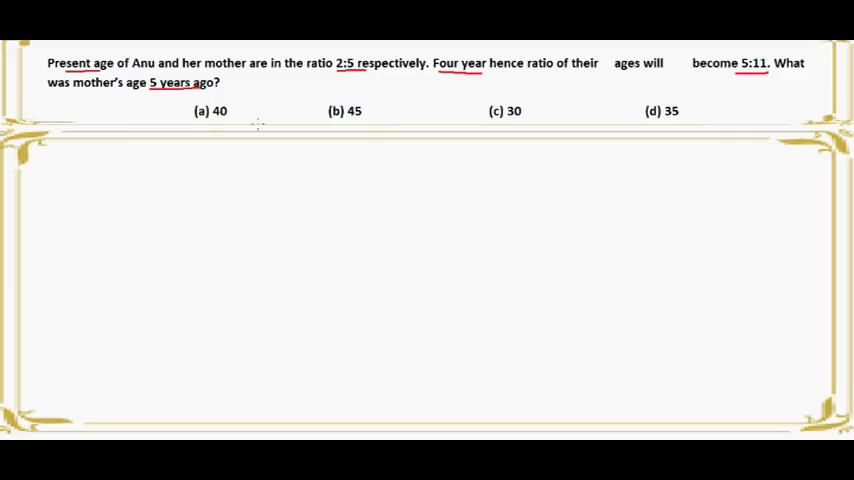 Present age of Anu and her mother are in the ratio 2:5 respectively. Four year hence ratio of their ages will become 5:11. What
was mother's age 5 years ago?
(a) 40 (b) 45 (c) 30 (d) 35